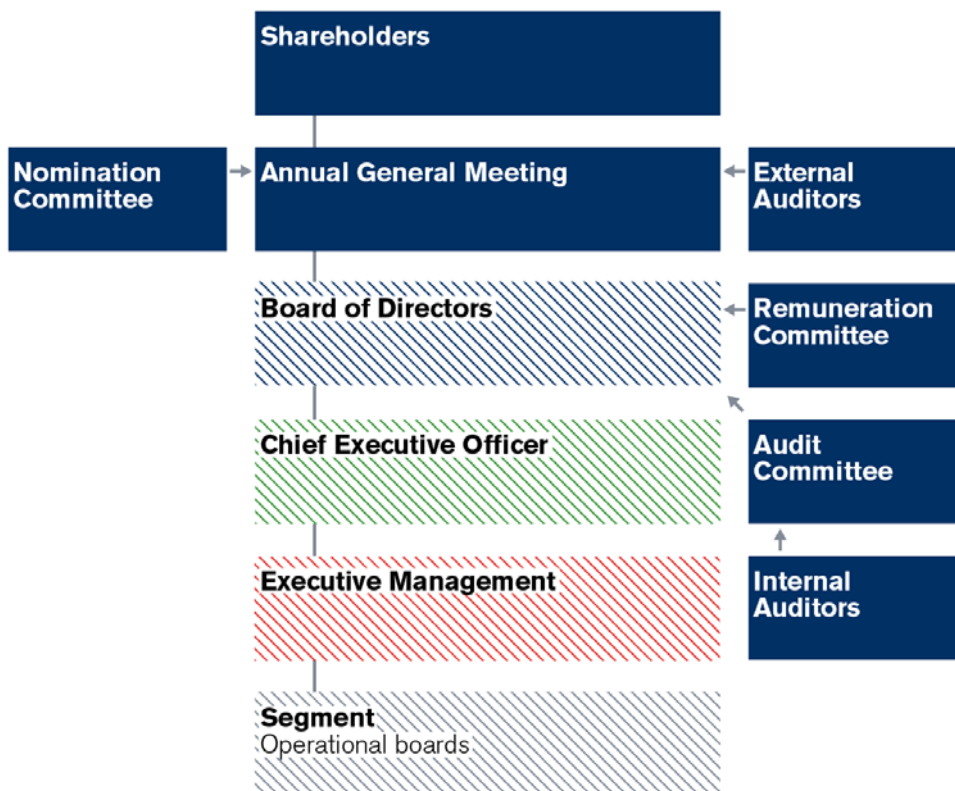 Shareholders
Nomination
Committee
Annual General Meeting
External
Auditors
Board of Directors
Remuneration
Committee
Chief Executive Officer
Audit
Committee
Executive Management
Internal
Auditors
Segment
Operational boards